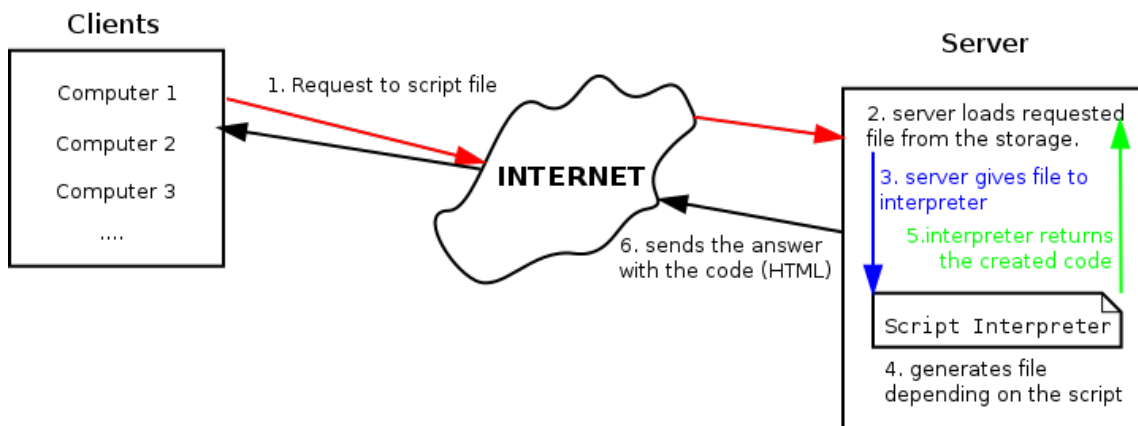 Clients
Computer 1
Computer 2
Computer 3
....
1. Request to script file
INTERNET
6. sends the answer
with the code (HTML)
Server
2. server loads requested
file from the storage.
3. server gives file to
interpreter
5.interpreter returns
the created code
Script Interpreter
4. generates file
depending on the script